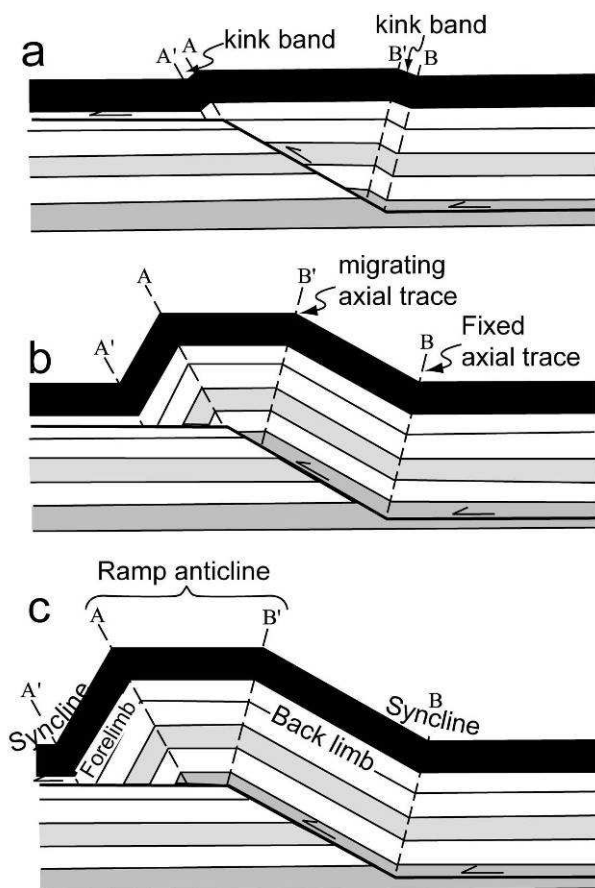 a
A' A
kink band
kink band
B' B
b
A
B'
migrating
axial trace
A'
B
Fixed
axial trace
Ramp anticline
c
A
B'
A'
Syncline
Forelimb
Back limb
Syncline
B